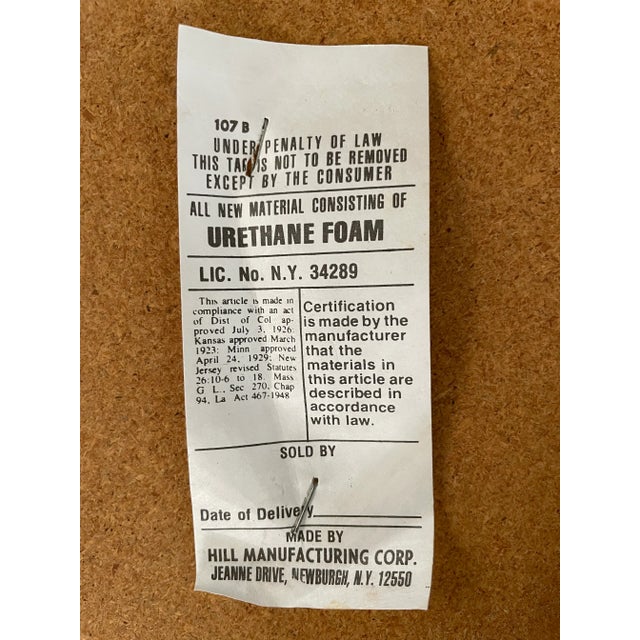 107 B
UNDER PENALTY OF LAW
THIS TAG IS NOT TO BE REMOVED
EXCEPT BY THE CONSUMER
ALL NEW MATERIAL CONSISTING OF
URETHANE FOAM
LIC. No. N.Y. 34289
This article is made in
compliance with an act
of Dist of Col ap-
proved July 3, 1926:
Kansas approved March
1923; Minn approved
April 24, 1929; New
Jersey revised Statutes
26:10-6 to 18. Mass
G L., Sec 270, Chap
94, La Act 467-1948
Certification
is made by the
manufacturer
that the
materials in
this article are
described in
accordance
with law.
SOLD BY
Date of Delivery
MADE BY
HILL MANUFACTURING CORP.
JEANNE DRIVE, NEWBURGH, N.Y. 12550